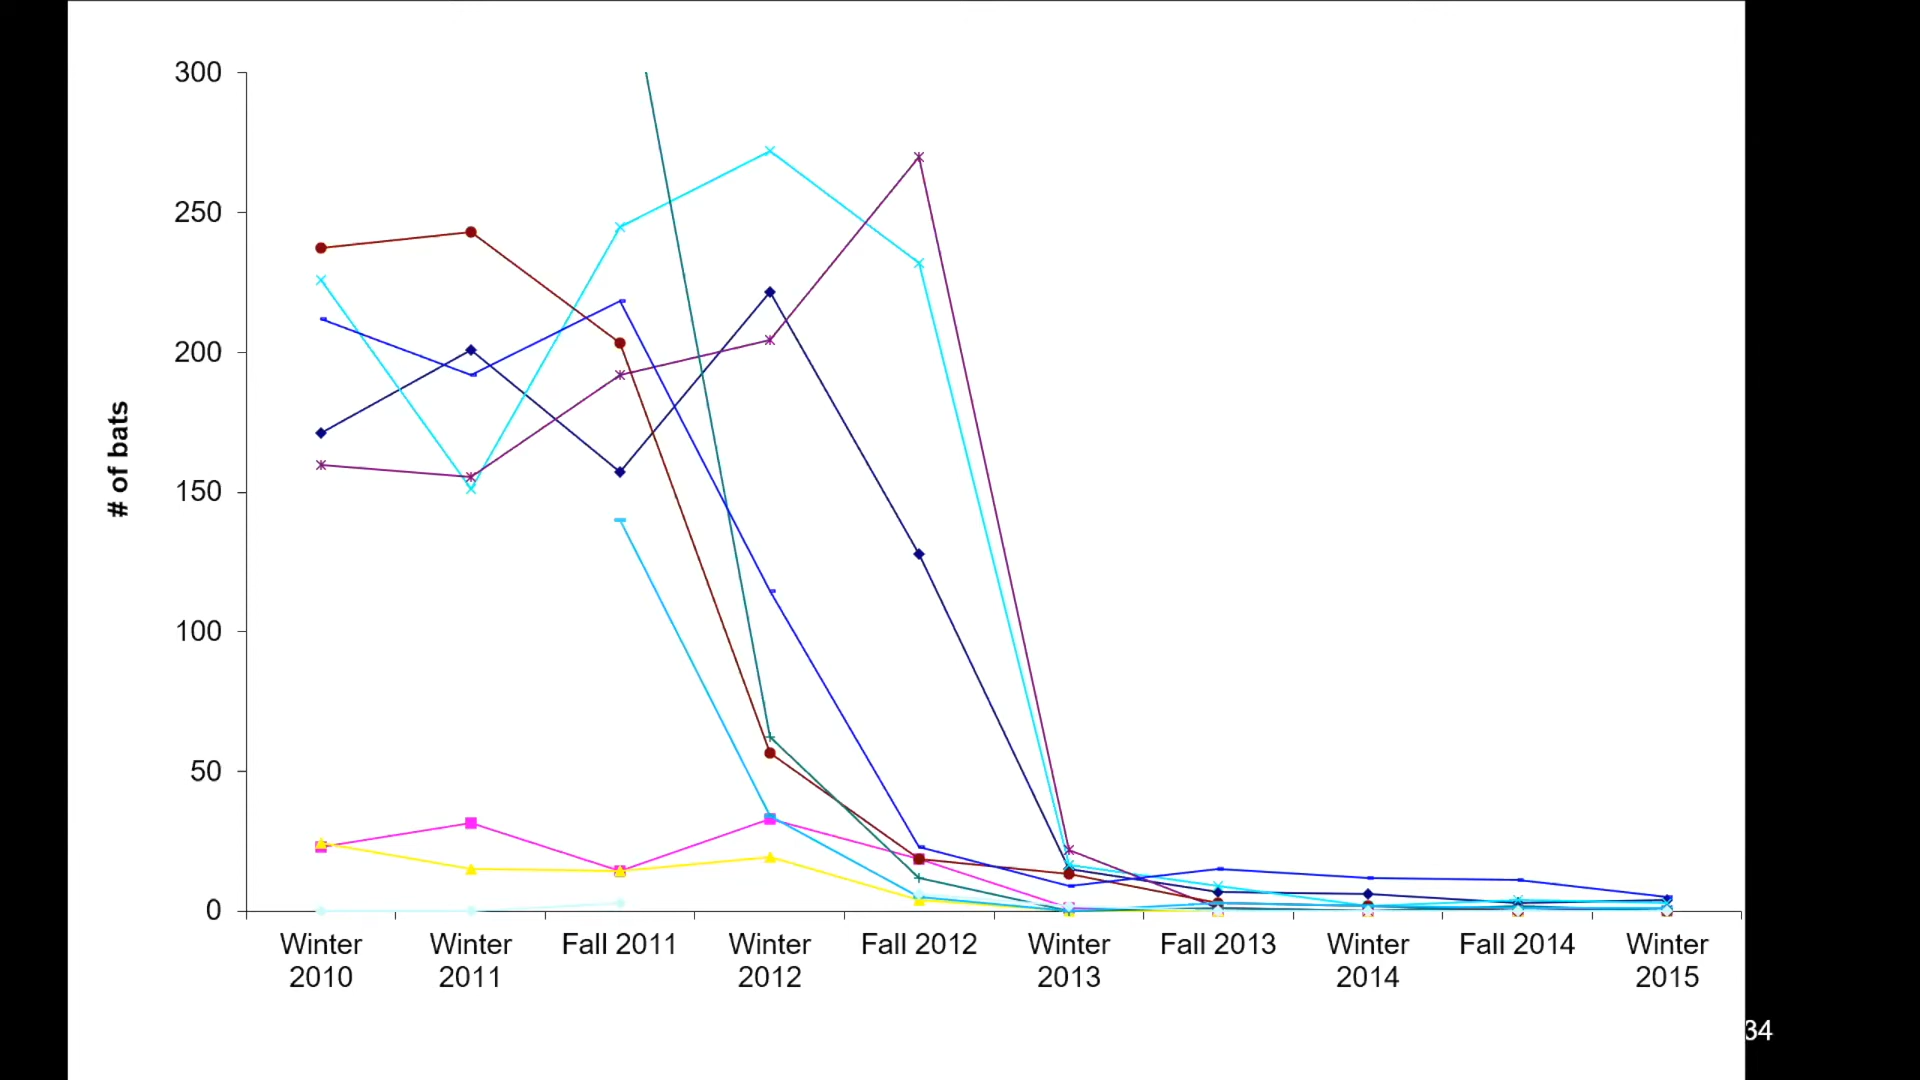 300
250
200
150
100
50
0
# of bats
Winter 2010
Winter 2011
Fall 2011
Winter 2012
Fall 2012
Winter 2013
Fall 2013
Winter 2014
Fall 2014
Winter 2015
34